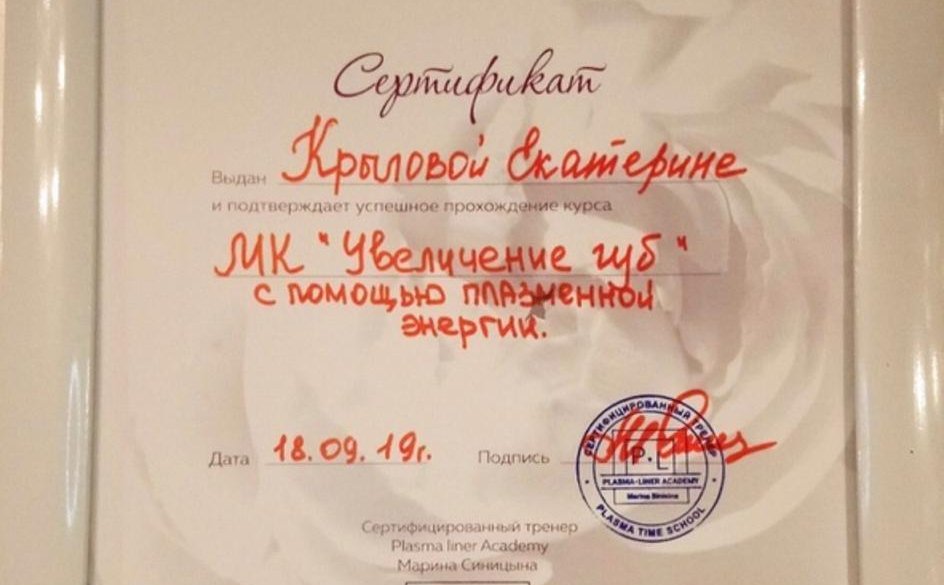 Сертификат
Выдан Крыловой Екатерине
и подтверждает успешное прохождение курса
МК "Увеличение губ"
с помощью плазменной
энергии.
Дата 18.09.19г. Подпись
СЕРТИФИЦИРОВАННЫЙ ТРЕНЕР
P.L
PLASMA-LINER ACADEMY
Marina Sinitcina
PLASMA TIME SCHOOL
Сертифицированный тренер
Plasma liner Academy
Марина Синицына